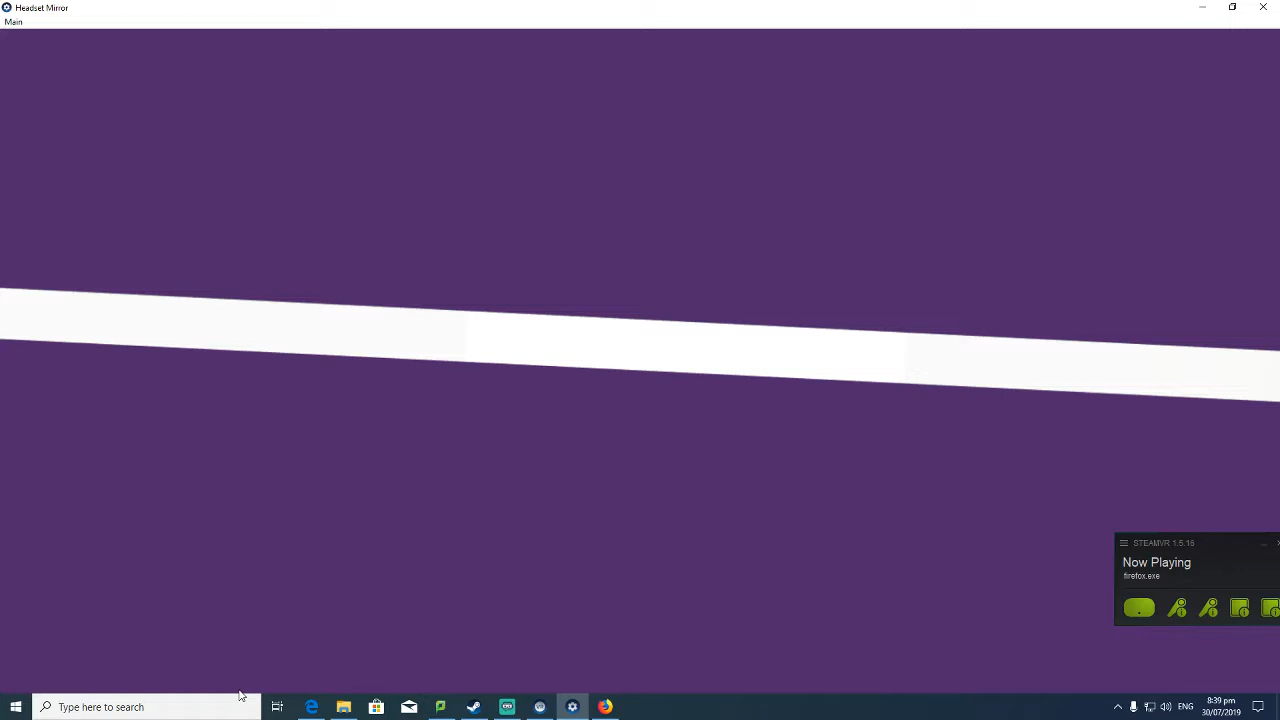 Headset Mirror
Main
STEAMVR 1.5.16
Now Playing
firefox.exe
Type here to search
ENG
8:39 pm
30/07/2019